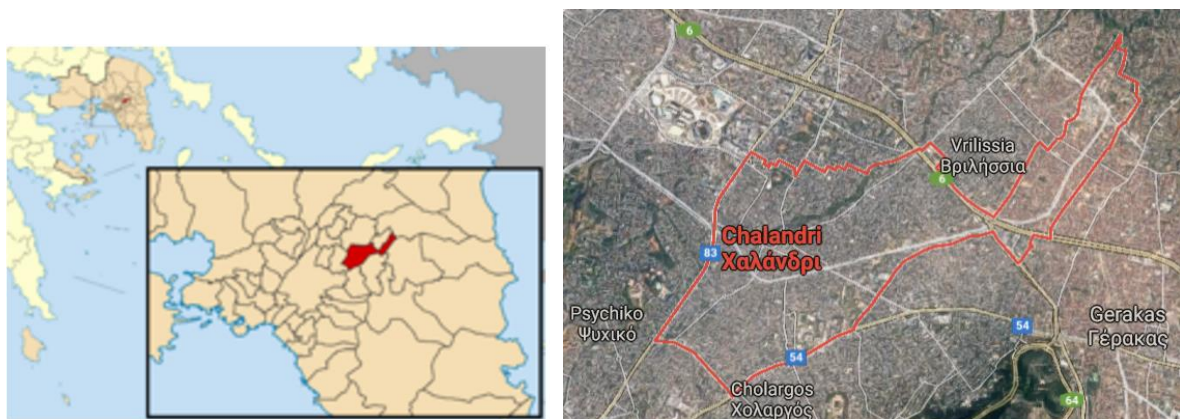 6
Vrilissia
Βριλήσσια
6
Chalandri
Χαλάνδρι
83
Psychiko
Ψυχικό
Gerakas
Γέρακας
54
54
Cholargos
Χολαργός
64